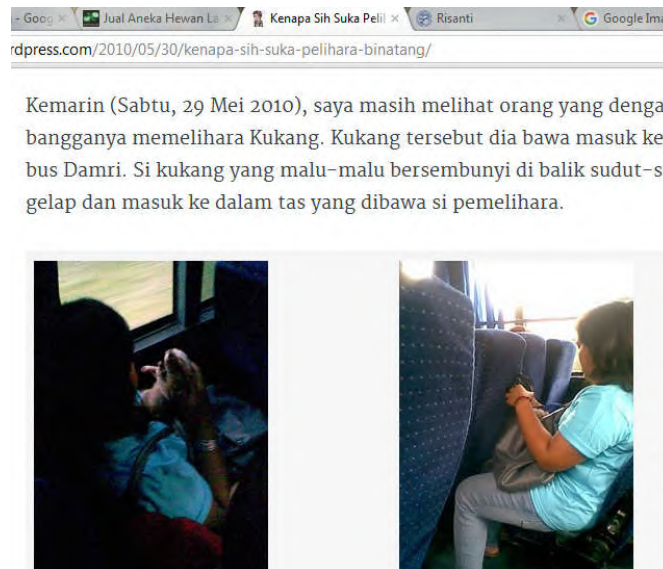 - Goog
Jual Aneka Hewan La
Kenapa Sih Suka Peli
Risanti
Google Ima
rdpress.com/2010/05/30/kenapa-sih-suka-pelihara-binatang/
Kemarin (Sabtu, 29 Mei 2010), saya masih melihat orang yang denga
bangganya memelihara Kukang. Kukang tersebut dia bawa masuk ke
bus Damri. Si kukang yang malu-malu bersembunyi di balik sudut-s
gelap dan masuk ke dalam tas yang dibawa si pemelihara.